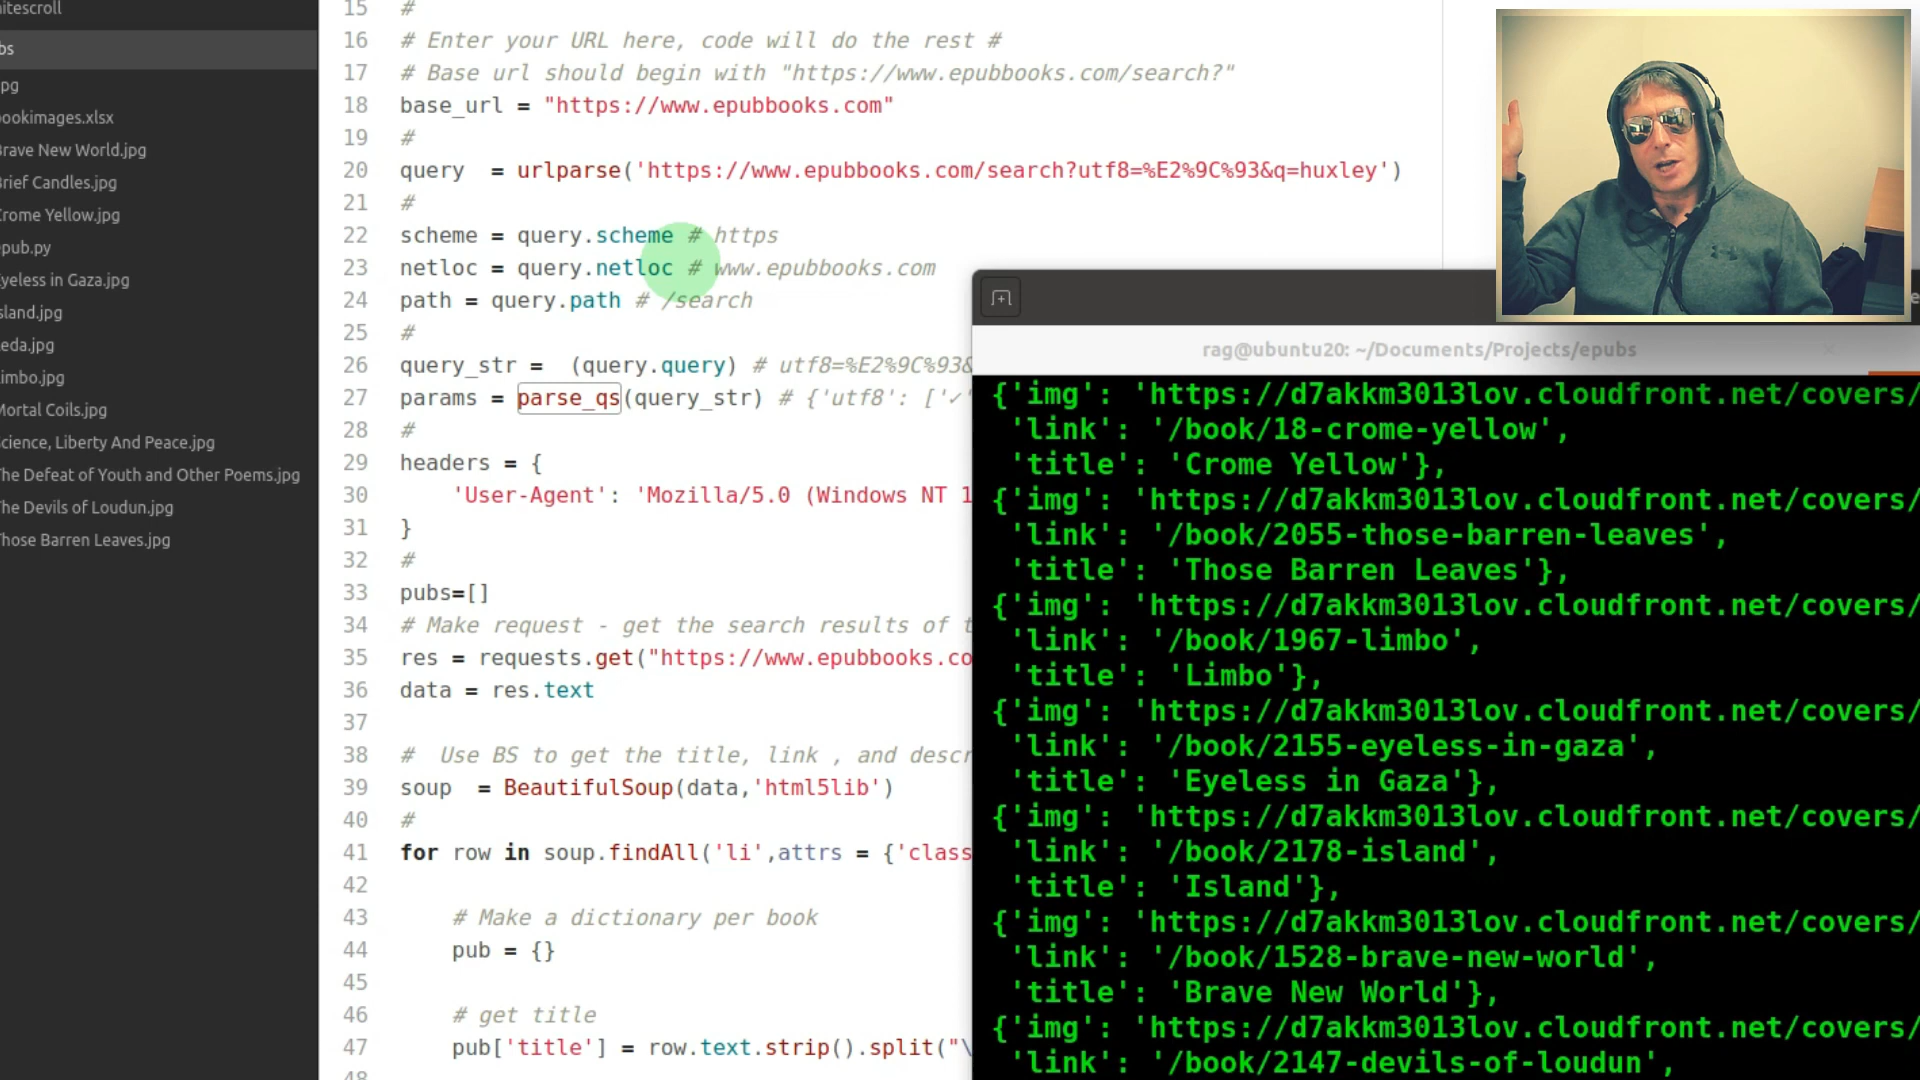 itescroll
bs
pg
ookimages.xlsx
rave New World.jpg
rief Candles.jpg
rome Yellow.jpg
pub.py
yeless in Gaza.jpg
sland.jpg
eda.jpg
imbo.jpg
Mortal Coils.jpg
cience, Liberty And Peace.jpg
The Defeat of Youth and Other Poems.jpg
The Devils of Loudun.jpg
Those Barren Leaves.jpg
15 #
16 # Enter your URL here, code will do the rest #
17 # Base url should begin with "https://www.epubbooks.com/search?"
18 base_url = "https://www.epubbooks.com"
19 #
20 query = urlparse('https://www.epubbooks.com/search?utf8=%E2%9C%93&q=huxley')
21 #
22 scheme = query.scheme # https
23 netloc = query.netloc # www.epubbooks.com
24 path = query.path # /search
25 #
26 query_str = (query.query) # utf8=%E2%9C%93&
27 params = parse_qs(query_str) # {'utf8': ['✓'
28 #
29 headers = {
30 'User-Agent': 'Mozilla/5.0 (Windows NT 1
31 }
32 #
33 pubs=[]
34 # Make request - get the search results of t
35 res = requests.get("https://www.epubbooks.co
36 data = res.text
37
38 # Use BS to get the title, link , and descr
39 soup = BeautifulSoup(data,'html5lib')
40 #
41 for row in soup.findAll('li',attrs = {'class
42
43 # Make a dictionary per book
44 pub = {}
45
46 # get title
47 pub['title'] = row.text.strip().split("\
48
rag@ubuntu20: ~/Documents/Projects/epubs
{'img': 'https://d7akkm3013lov.cloudfront.net/covers/
'link': '/book/18-crome-yellow',
'title': 'Crome Yellow'},
{'img': 'https://d7akkm3013lov.cloudfront.net/covers/
'link': '/book/2055-those-barren-leaves',
'title': 'Those Barren Leaves'},
{'img': 'https://d7akkm3013lov.cloudfront.net/covers/
'link': '/book/1967-limbo',
'title': 'Limbo'},
{'img': 'https://d7akkm3013lov.cloudfront.net/covers/
'link': '/book/2155-eyeless-in-gaza',
'title': 'Eyeless in Gaza'},
{'img': 'https://d7akkm3013lov.cloudfront.net/covers/
'link': '/book/2178-island',
'title': 'Island'},
{'img': 'https://d7akkm3013lov.cloudfront.net/covers/
'link': '/book/1528-brave-new-world',
'title': 'Brave New World'},
{'img': 'https://d7akkm3013lov.cloudfront.net/covers/
'link': '/book/2147-devils-of-loudun',